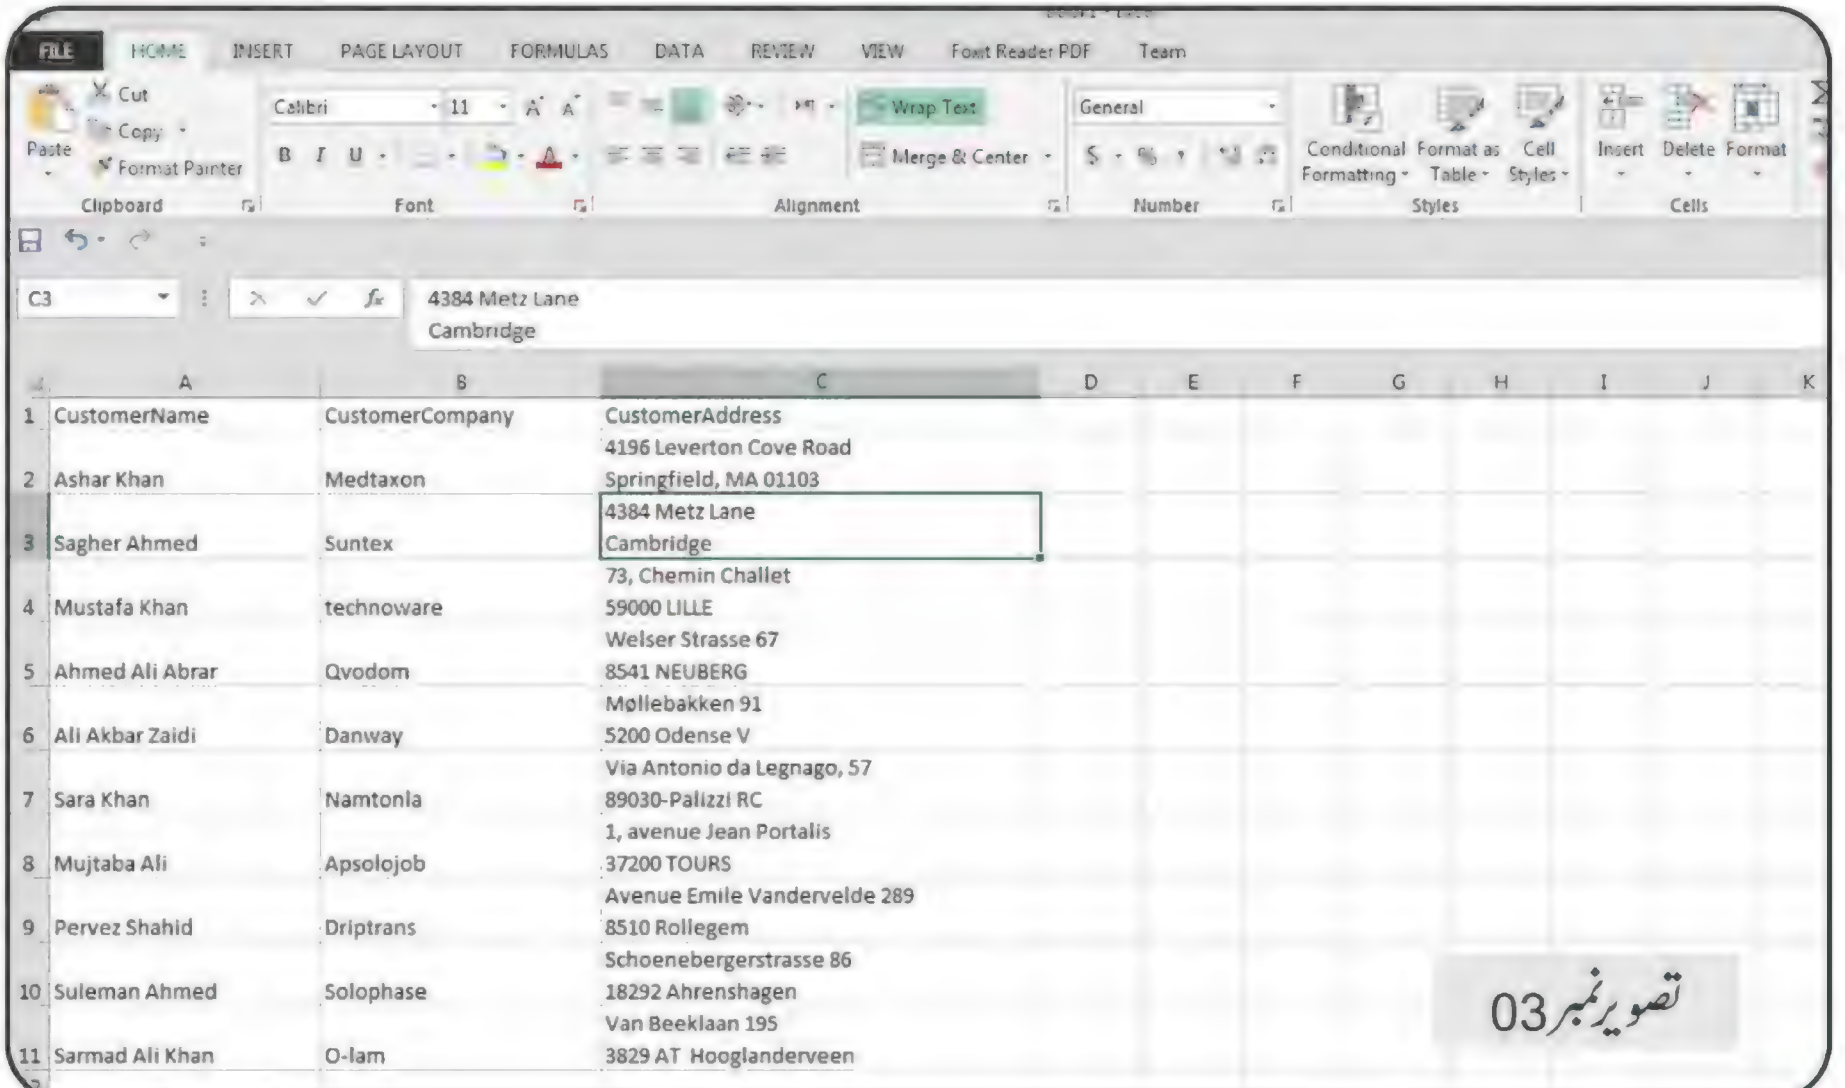 FILE HOME INSERT PAGE LAYOUT FORMULAS DATA REVIEW VIEW Foxit Reader PDF Team
Cut
Copy
Format Painter
Paste
Clipboard
Calibri 11
B I U
Font
Wrap Text
Merge & Center
Alignment
General
$ % ,
Number
Conditional Formatting
Format as Table
Cell Styles
Styles
Insert Delete Format
Cells
C3
fx
4384 Metz Lane
Cambridge
A B C D E F G H I J K
1 CustomerName CustomerCompany CustomerAddress
4196 Leverton Cove Road
2 Ashar Khan Medtaxon Springfield, MA 01103
4384 Metz Lane
3 Sagher Ahmed Suntex Cambridge
73, Chemin Challet
4 Mustafa Khan technoware 59000 LILLE
Welser Strasse 67
5 Ahmed Ali Abrar Qvodom 8541 NEUBERG
Møllebakken 91
6 Ali Akbar Zaidi Danway 5200 Odense V
Via Antonio da Legnago, 57
7 Sara Khan Namtonla 89030-Palizzi RC
1, avenue Jean Portalis
8 Mujtaba Ali Apsolojob 37200 TOURS
Avenue Emile Vandervelde 289
9 Pervez Shahid Driptrans 8510 Rollegem
Schoenebergerstrasse 86
10 Suleman Ahmed Solophase 18292 Ahrenshagen
Van Beeklaan 195
11 Sarmad Ali Khan O-lam 3829 AT Hooglanderveen
تصویر نمبر 03